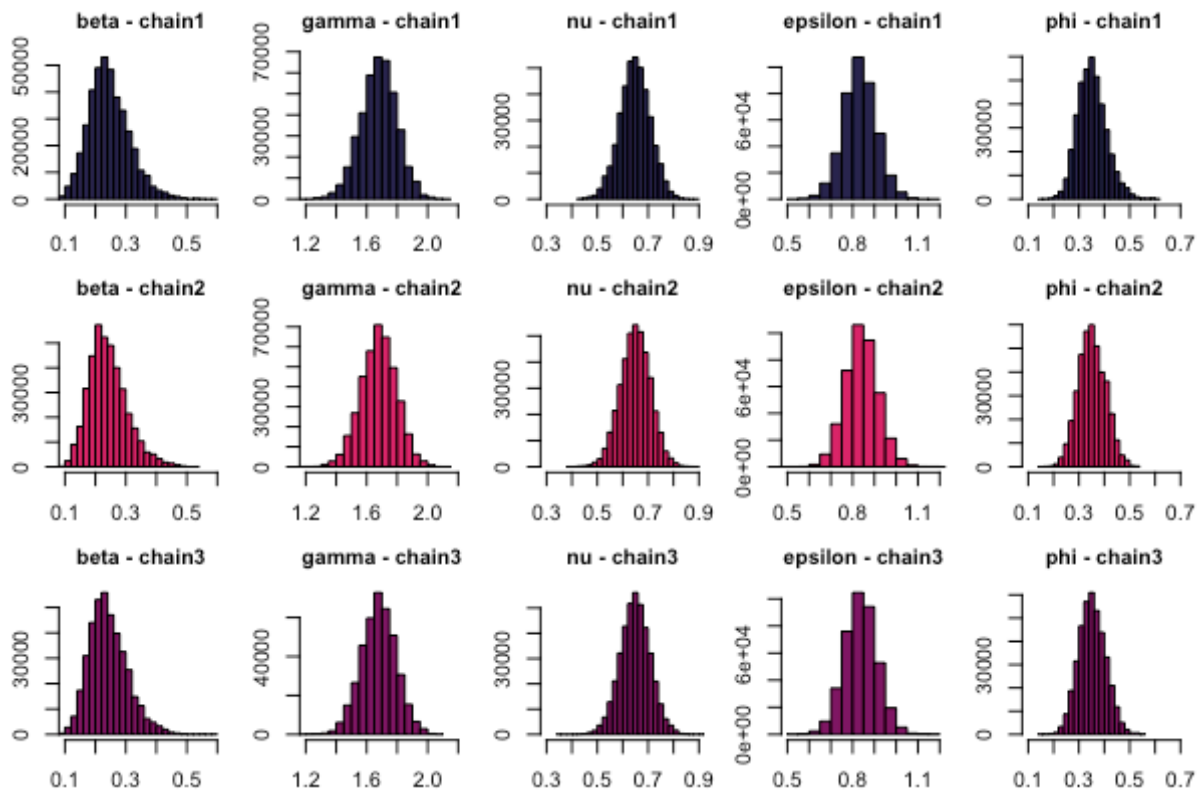 beta - chain1 gamma - chain1 nu - chain1 epsilon - chain1 phi - chain1
0 20000 50000 0 30000 70000 0 30000 0e+00 6e+04 0 30000
0.1 0.3 0.5 1.2 1.6 2.0 0.3 0.5 0.7 0.9 0.5 0.8 1.1 0.1 0.3 0.5 0.7
beta - chain2 gamma - chain2 nu - chain2 epsilon - chain2 phi - chain2
0 30000 0 30000 70000 0 30000 0e+00 6e+04 0 30000
0.1 0.3 0.5 1.2 1.6 2.0 0.3 0.5 0.7 0.9 0.5 0.8 1.1 0.1 0.3 0.5 0.7
beta - chain3 gamma - chain3 nu - chain3 epsilon - chain3 phi - chain3
0 30000 0 40000 0 30000 0e+00 6e+04 0 30000
0.1 0.3 0.5 1.2 1.6 2.0 0.3 0.5 0.7 0.9 0.5 0.8 1.1 0.1 0.3 0.5 0.7